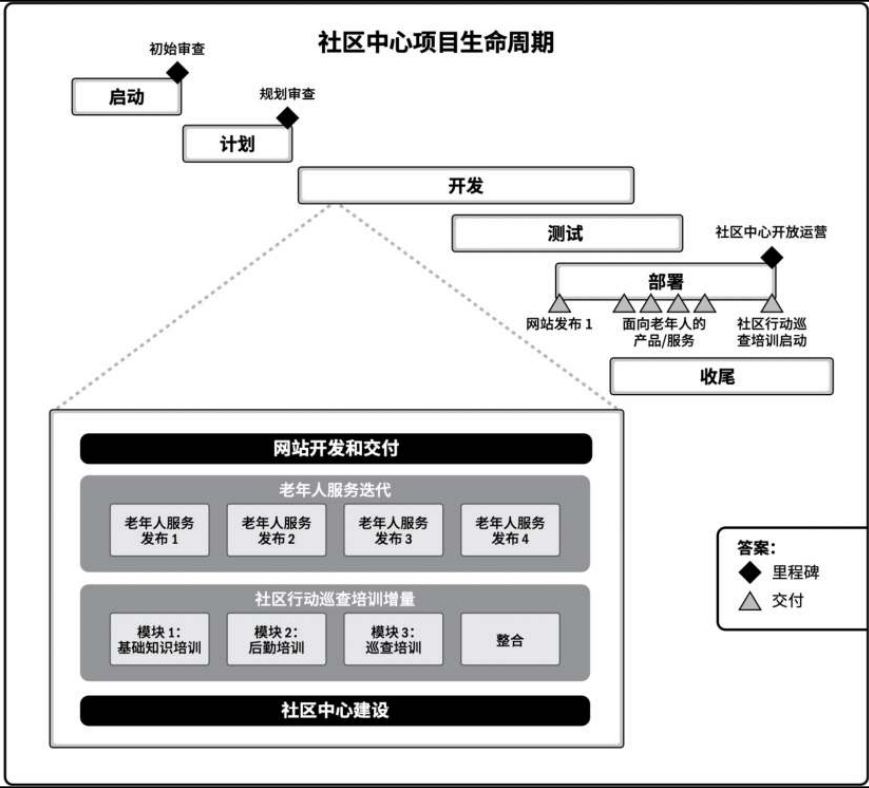 社区中心项目生命周期
初始审查
启动
规划审查
计划
开发
测试
社区中心开放运营
部署
网站发布 1
面向老年人的
产品/服务
社区行动巡
查培训启动
收尾
网站开发和交付
老年人服务迭代
老年人服务
发布 1
老年人服务
发布 2
老年人服务
发布 3
老年人服务
发布 4
社区行动巡查培训增量
模块 1：
基础知识培训
模块 2：
后勤培训
模块 3：
巡查培训
整合
社区中心建设
答案：
里程碑
交付